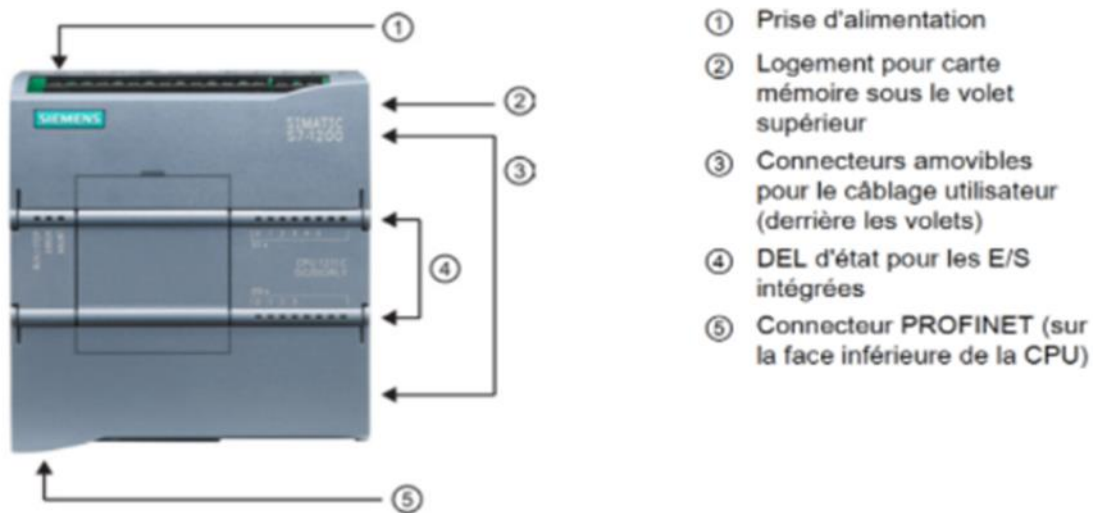 ① Prise d'alimentation
② Logement pour carte
mémoire sous le volet
supérieur
③ Connecteurs amovibles
pour le câblage utilisateur
(derrière les volets)
④ DEL d'état pour les E/S
intégrées
⑤ Connecteur PROFINET (sur
la face inférieure de la CPU)
①
②
③
④
⑤
SIEMENS
SIMATIC
S7-1200